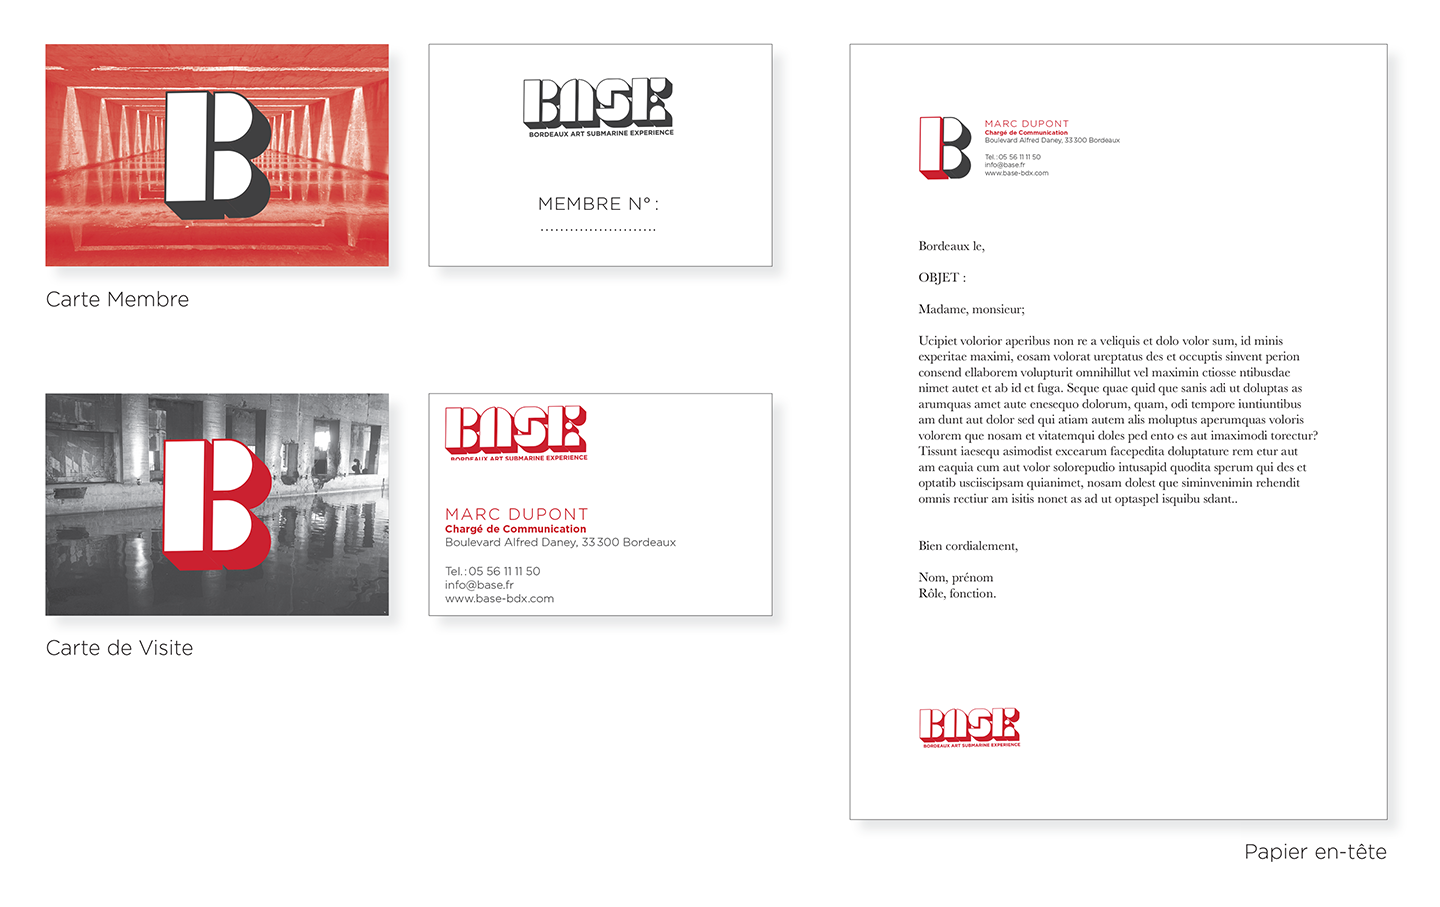 B
BASE
BORDEAUX ART SUBMARINE EXPERIENCE
MEMBRE N° :
........................
Carte Membre
B
BASE
BORDEAUX ART SUBMARINE EXPERIENCE
MARC DUPONT
Chargé de Communication
Boulevard Alfred Daney, 33 300 Bordeaux
Tel. : 05 56 11 11 50
info@base.fr
www.base-bdx.com
Carte de Visite
B
MARC DUPONT
Chargé de Communication
Boulevard Alfred Daney, 33 300 Bordeaux
Tel. : 05 56 11 11 50
info@base.fr
www.base-bdx.com
Bordeaux le,
OBJET :
Madame, monsieur;
Ucipiet volorior aperibus non re a veliquis et dolo volor sum, id minis
experitae maximi, cosam volorat ureptatus des et occuptis sinvent perion
consend ellaborem volupturit omnihillut vel maximin ctiosse ntibusdae
nimet autet et ab id et fuga. Seque quae quid que sanis adi ut doluptas as
arumquas amet aute enesequo dolorum, quam, odi tempore iuntiuntibus
am dunt aut dolor sed qui atiam autem alis moluptus aperumquas voloris
volorem que nosam et vitatemqui doles ped ento es aut imaximodi torectur?
Tissunt iaesequ asimodist excearum facepedita doluptature rem etur aut
am eaquia cum aut volor solorepudio intusapid quodita sperum qui des et
optatib usciiscipsam quianimet, nosam dolest que siminvenimin rehendit
omnis rectiur am isitis nonet as ad ut optaspel isquibu sdant..
Bien cordialement,
Nom, prénom
Rôle, fonction.
BASE
BORDEAUX ART SUBMARINE EXPERIENCE
Papier en-tête